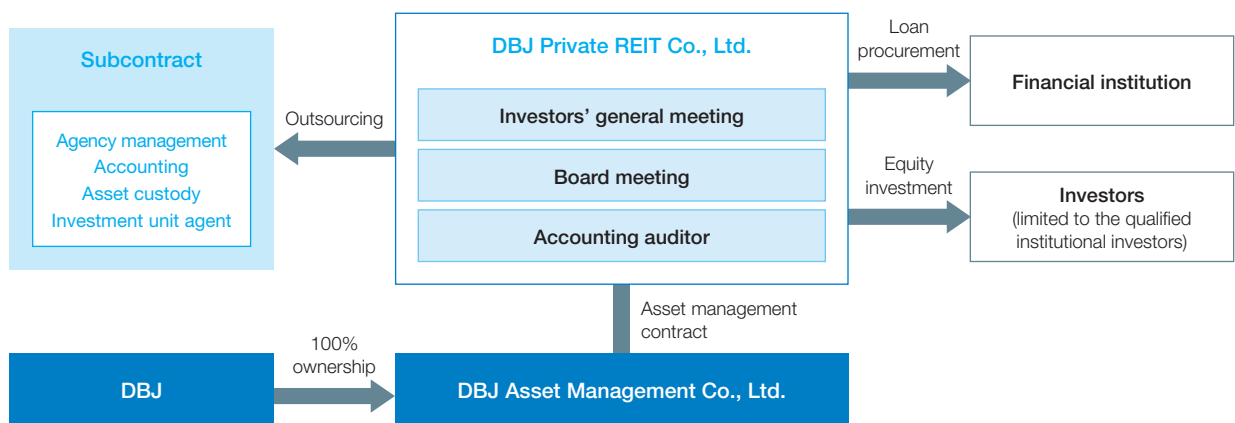 Subcontract
Agency management
Accounting
Asset custody
Investment unit agent
Outsourcing
DBJ Private REIT Co., Ltd.
Investors' general meeting
Board meeting
Accounting auditor
Loan
procurement
Financial institution
Equity
investment
Investors
(limited to the qualified
institutional investors)
Asset management
contract
DBJ
100%
ownership
DBJ Asset Management Co., Ltd.